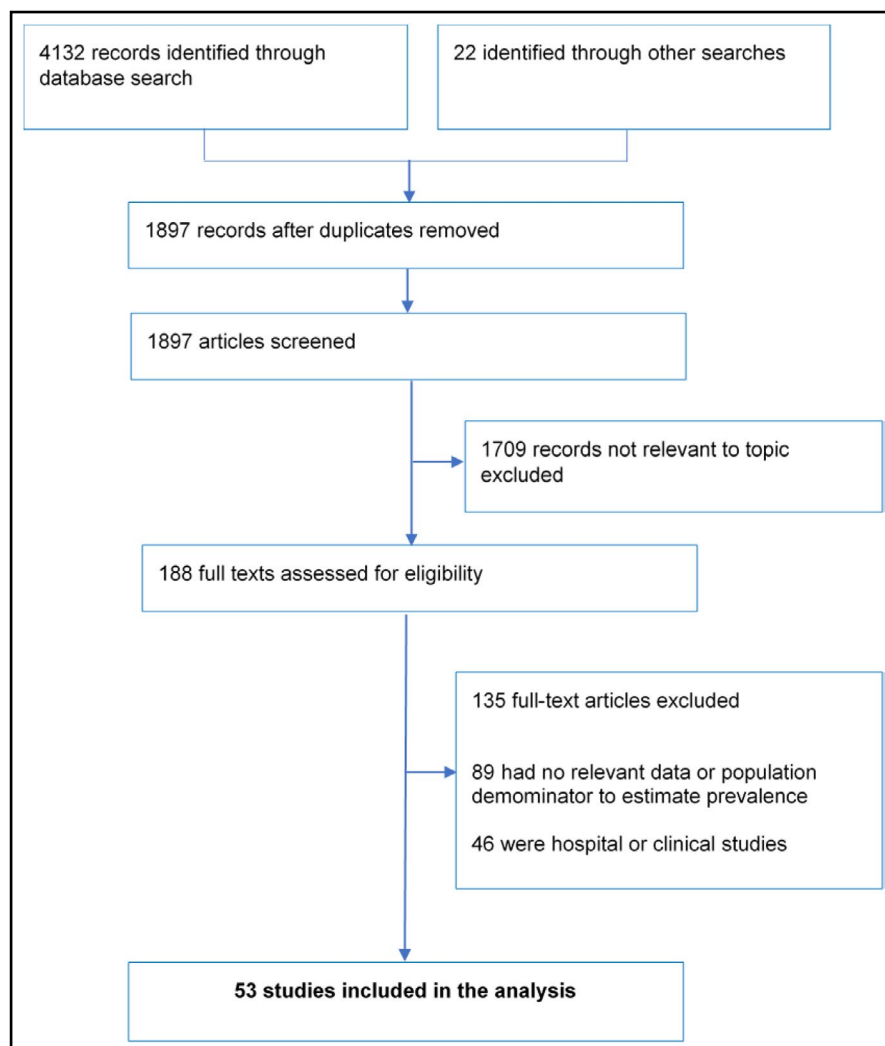 4132 records identified through
database search
22 identified through other searches
1897 records after duplicates removed
1897 articles screened
1709 records not relevant to topic
excluded
188 full texts assessed for eligibility
135 full-text articles excluded
89 had no relevant data or population
demominator to estimate prevalence
46 were hospital or clinical studies
53 studies included in the analysis